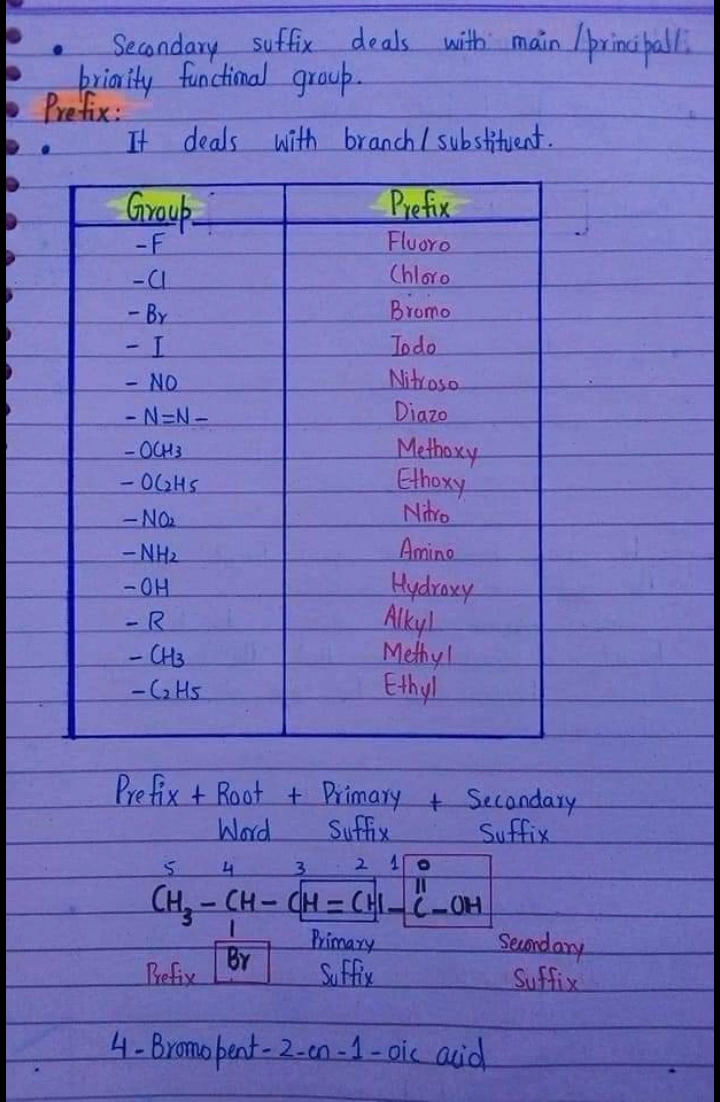 • Secondary suffix deals with main / principal /
priority functional group.
Prefix:
• It deals with branch / substituent.
Group Prefix
-F Fluoro
-Cl Chloro
- Br Bromo
- I Iodo
- NO Nitroso
- N=N- Diazo
- OCH3 Methoxy
- OC2H5 Ethoxy
- NO2 Nitro
- NH2 Amino
- OH Hydroxy
- R Alkyl
- CH3 Methyl
- C2H5 Ethyl
Prefix + Root + Primary + Secondary
Word Suffix Suffix
5 4 3 2 1 O
CH3 - CH - CH = CH - C - OH
Br Primary Secondary
Prefix Suffix Suffix
4-Bromopent-2-en-1-oic acid